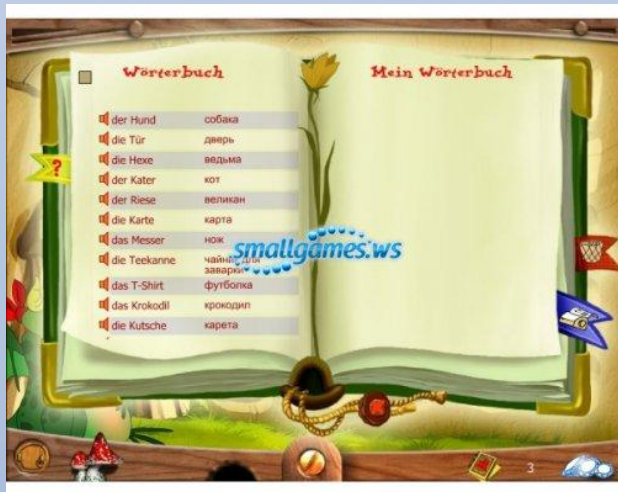 Wörterbuch
der Hund собака
die Tür дверь
die Hexe ведьма
der Kater кот
der Riese великан
die Karte карта
das Messer нож
die Teekanne чайник для
заварки
das T-Shirt футболка
das Krokodil крокодил
die Kutsche карета
Mein Wörterbuch
?
smallgames.ws
3